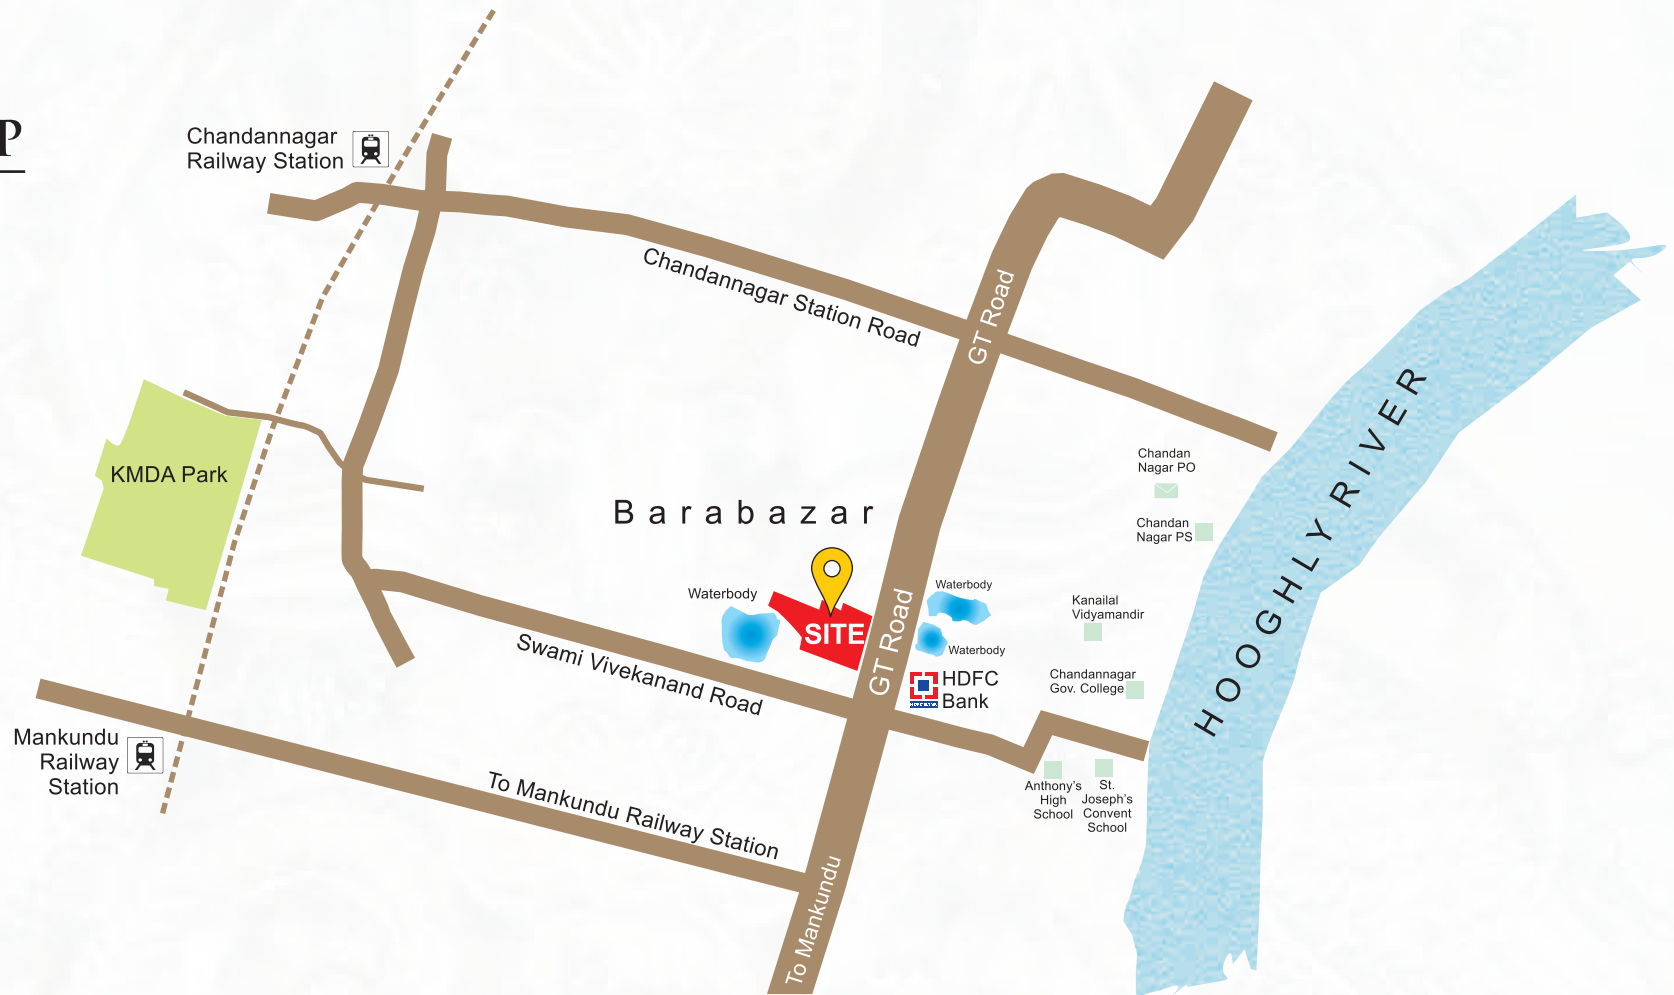 P
Chandannagar
Railway Station
Chandannagar Station Road
GT Road
HOOGHLY RIVER
KMDA Park
Barabazar
Chandan
Nagar PO
Chandan
Nagar PS
Waterbody
Waterbody
SITE
GT Road
Waterbody
Kanailal
Vidyamandir
Swami Vivekanand Road
HDFC
Bank
Chandannagar
Gov. College
Mankundu
Railway
Station
To Mankundu Railway Station
Anthony's
High
School
St.
Joseph's
Convent
School
To Mankundu